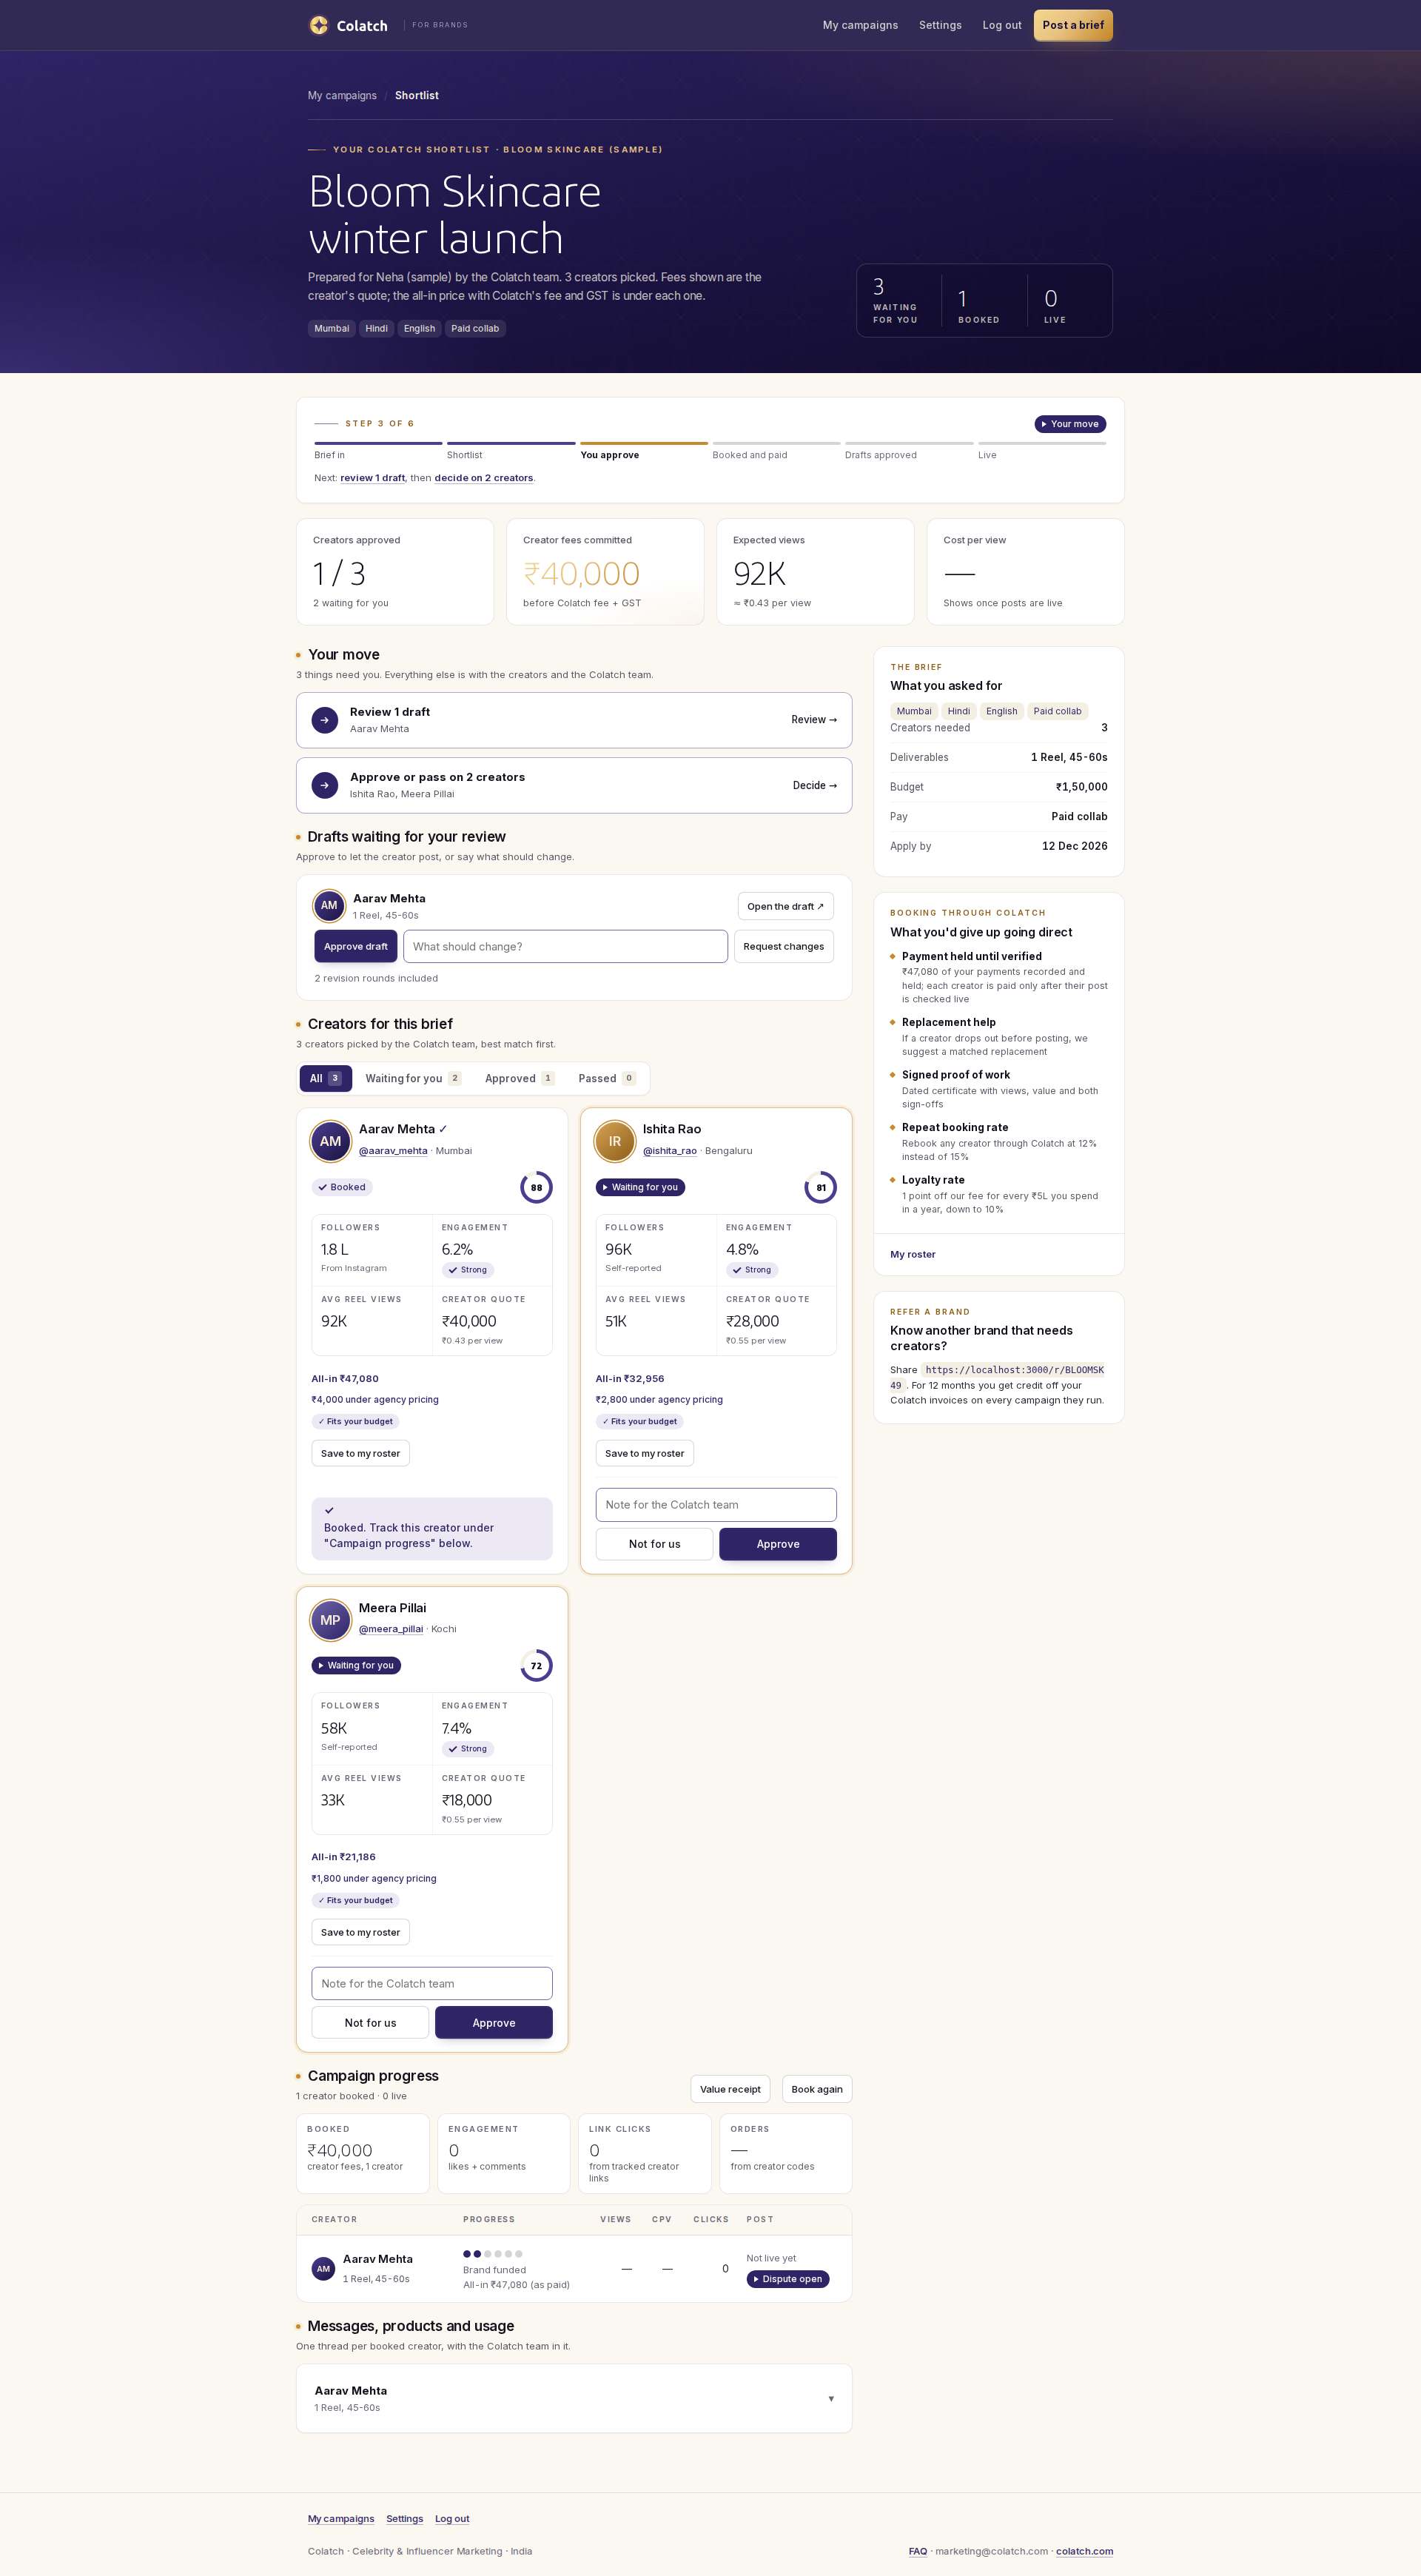 Colatch
FOR BRANDS
My campaigns
Settings
Log out
Post a brief
My campaigns / Shortlist
YOUR COLATCH SHORTLIST · BLOOM SKINCARE (SAMPLE)
Bloom Skincare
winter launch
Prepared for Neha (sample) by the Colatch team. 3 creators picked. Fees shown are the
creator's quote; the all-in price with Colatch's fee and GST is under each one.
Mumbai Hindi English Paid collab
3
WAITING
FOR YOU
1
BOOKED
0
LIVE
STEP 3 OF 6
Your move
Brief in
Shortlist
You approve
Booked and paid
Drafts approved
Live
Next: review 1 draft, then decide on 2 creators.
Creators approved
1 / 3
2 waiting for you
Creator fees committed
₹40,000
before Colatch fee + GST
Expected views
92K
≈ ₹0.43 per view
Cost per view
—
Shows once posts are live
Your move
3 things need you. Everything else is with the creators and the Colatch team.
→
Review 1 draft
Aarav Mehta
Review →
→
Approve or pass on 2 creators
Ishita Rao, Meera Pillai
Decide →
Drafts waiting for your review
Approve to let the creator post, or say what should change.
AM
Aarav Mehta
1 Reel, 45-60s
Open the draft ↗
Approve draft
What should change?
Request changes
2 revision rounds included
Creators for this brief
3 creators picked by the Colatch team, best match first.
All 3
Waiting for you 2
Approved 1
Passed 0
AM
Aarav Mehta ✓
@aarav_mehta · Mumbai
✓ Booked
88
FOLLOWERS
1.8 L
From Instagram
ENGAGEMENT
6.2%
✓ Strong
AVG REEL VIEWS
92K
CREATOR QUOTE
₹40,000
₹0.43 per view
All-in ₹47,080
₹4,000 under agency pricing
✓ Fits your budget
Save to my roster
✓
Booked. Track this creator under
"Campaign progress" below.
IR
Ishita Rao
@ishita_rao · Bengaluru
Waiting for you
81
FOLLOWERS
96K
Self-reported
ENGAGEMENT
4.8%
✓ Strong
AVG REEL VIEWS
51K
CREATOR QUOTE
₹28,000
₹0.55 per view
All-in ₹32,956
₹2,800 under agency pricing
✓ Fits your budget
Save to my roster
Note for the Colatch team
Not for us
Approve
MP
Meera Pillai
@meera_pillai · Kochi
Waiting for you
72
FOLLOWERS
58K
Self-reported
ENGAGEMENT
7.4%
✓ Strong
AVG REEL VIEWS
33K
CREATOR QUOTE
₹18,000
₹0.55 per view
All-in ₹21,186
₹1,800 under agency pricing
✓ Fits your budget
Save to my roster
Note for the Colatch team
Not for us
Approve
Campaign progress
1 creator booked · 0 live
Value receipt
Book again
BOOKED
₹40,000
creator fees, 1 creator
ENGAGEMENT
0
likes + comments
LINK CLICKS
0
from tracked creator
links
ORDERS
—
from creator codes
CREATOR PROGRESS VIEWS CPV CLICKS POST
AM
Aarav Mehta
1 Reel, 45-60s
Brand funded
All-in ₹47,080 (as paid)
—
—
0
Not live yet
Dispute open
Messages, products and usage
One thread per booked creator, with the Colatch team in it.
Aarav Mehta
1 Reel, 45-60s
▾
THE BRIEF
What you asked for
Mumbai Hindi English Paid collab
Creators needed 3
Deliverables 1 Reel, 45-60s
Budget ₹1,50,000
Pay Paid collab
Apply by 12 Dec 2026
BOOKING THROUGH COLATCH
What you'd give up going direct
Payment held until verified
₹47,080 of your payments recorded and
held; each creator is paid only after their post
is checked live
Replacement help
If a creator drops out before posting, we
suggest a matched replacement
Signed proof of work
Dated certificate with views, value and both
sign-offs
Repeat booking rate
Rebook any creator through Colatch at 12%
instead of 15%
Loyalty rate
1 point off our fee for every ₹5L you spend
in a year, down to 10%
My roster
REFER A BRAND
Know another brand that needs
creators?
Share https://localhost:3000/r/BLOOMSK
49 . For 12 months you get credit off your
Colatch invoices on every campaign they run.
My campaigns
Settings
Log out
Colatch · Celebrity & Influencer Marketing · India
FAQ · marketing@colatch.com · colatch.com